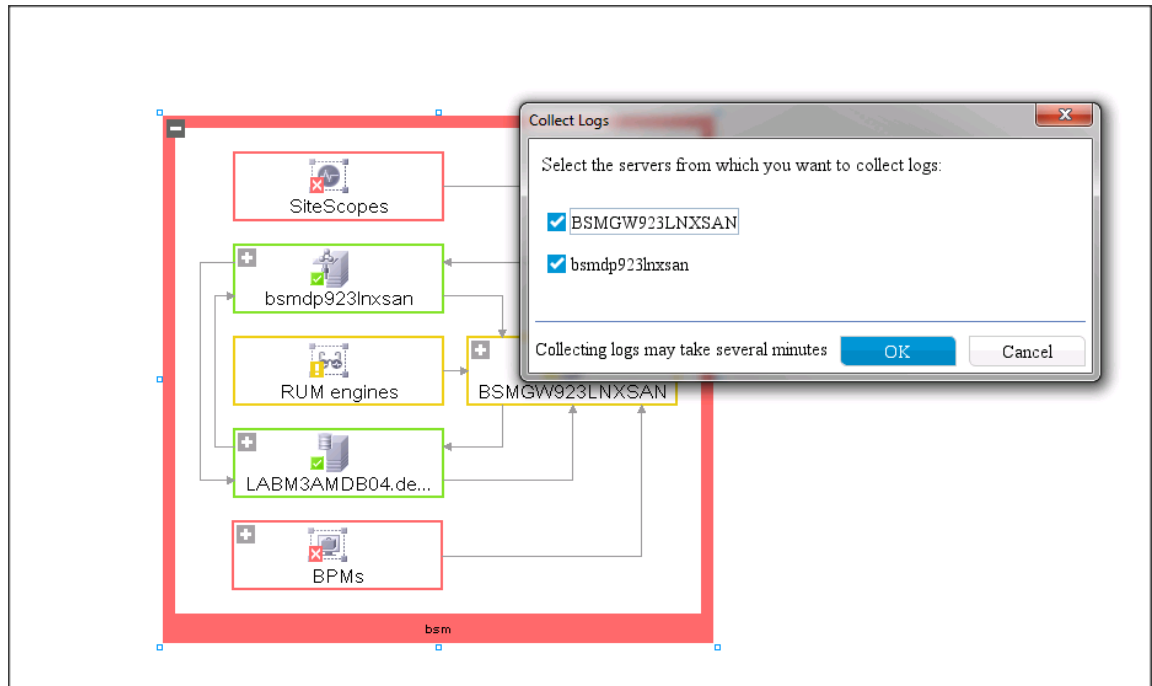 Collect Logs
Select the servers from which you want to collect logs:
BSMGW923LNXSAN
bsmdp923lnxsan
Collecting logs may take several minutes
OK
Cancel
SiteScopes
bsmdp923lnxsan
RUM engines
BSMGW923LNXSAN
LABM3AMDB04.de...
BPMs
bsm